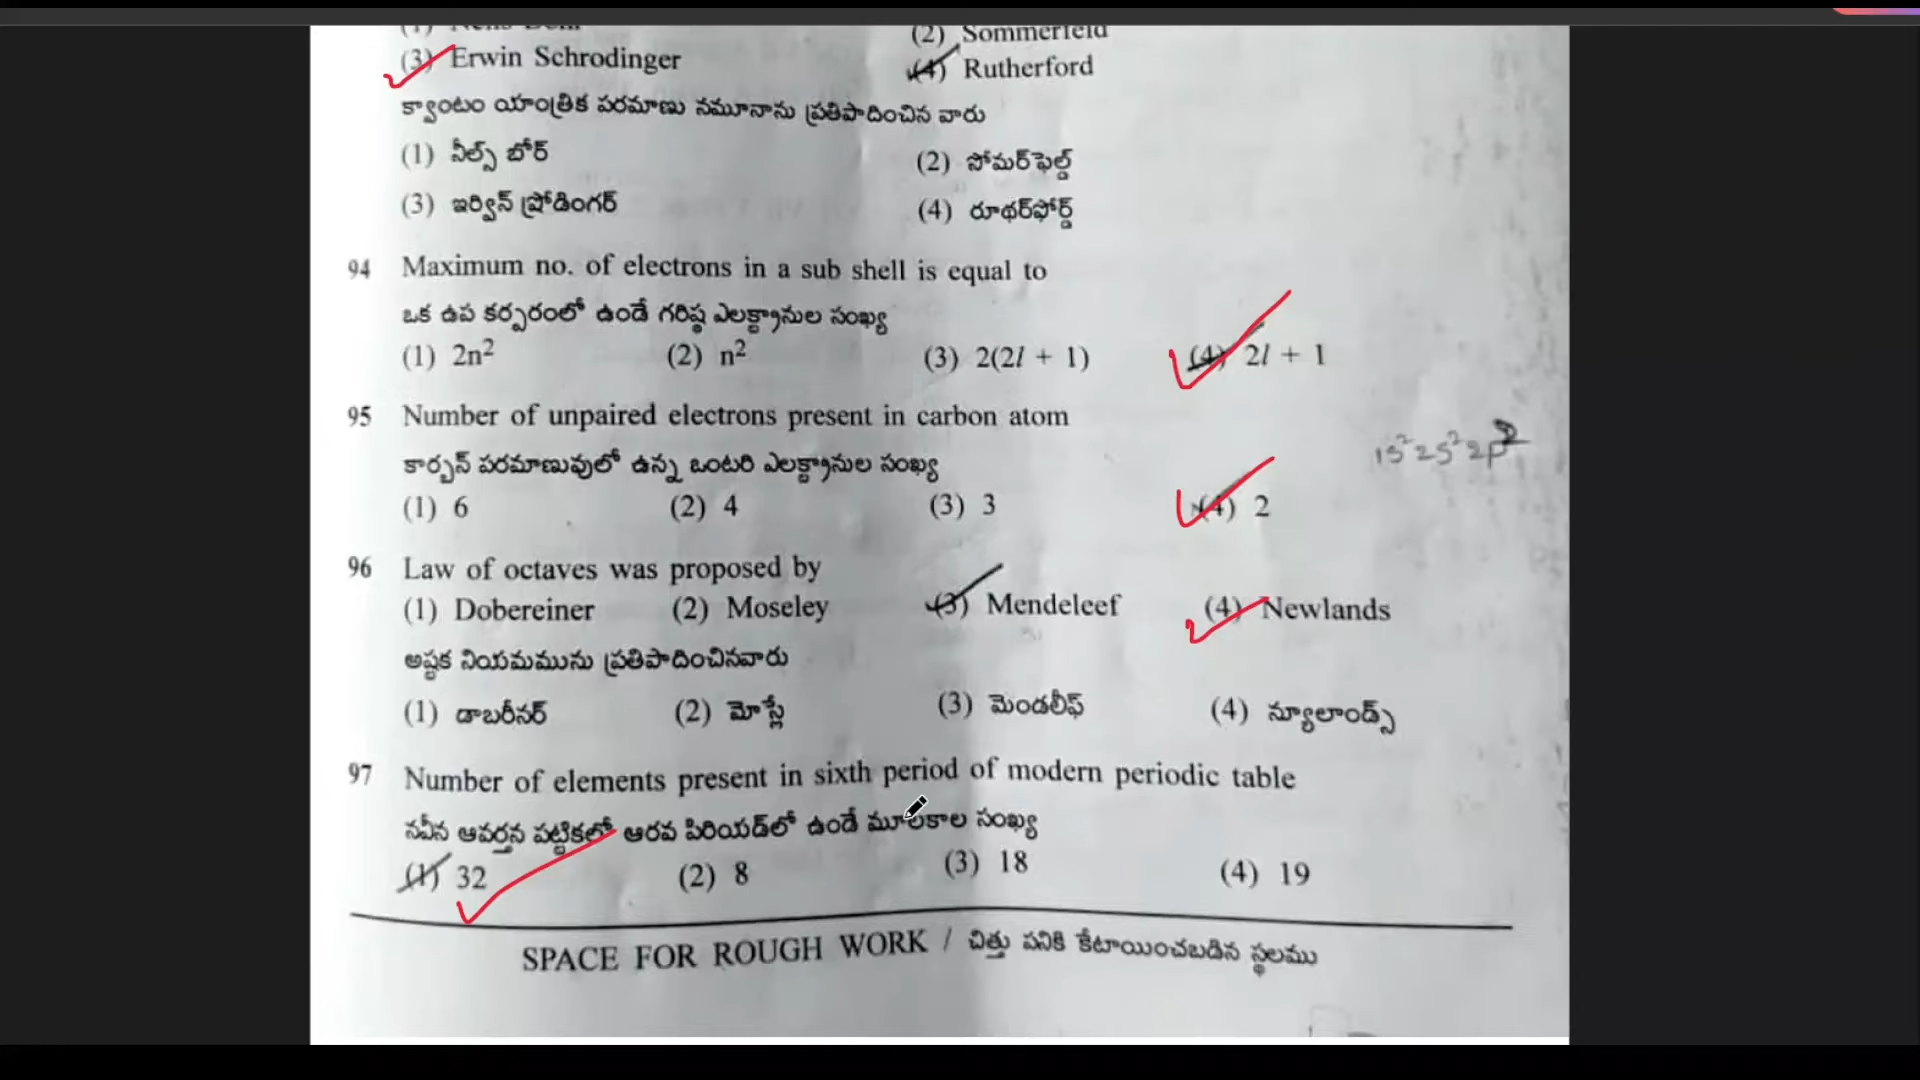 (2) Sommerfeld
(3) Erwin Schrodinger (4) Rutherford
క్వాంటం యాంత్రిక పరమాణు నమూనాను ప్రతిపాదించిన వారు
(1) నీల్స్ బోర్ (2) సోమర్‌ఫెల్డ్
(3) ఇర్విన్ ష్రోడింగర్ (4) రూథర్‌ఫోర్డ్
94 Maximum no. of electrons in a sub shell is equal to
ఒక ఉప కర్పరంలో ఉండే గరిష్ఠ ఎలక్ట్రానుల సంఖ్య
(1) 2n² (2) n² (3) 2(2l + 1) (4) 2l + 1
95 Number of unpaired electrons present in carbon atom
కార్బన్ పరమాణువులో ఉన్న ఒంటరి ఎలక్ట్రానుల సంఖ్య
1s² 2s² 2p²
(1) 6 (2) 4 (3) 3 (4) 2
96 Law of octaves was proposed by
(1) Dobereiner (2) Moseley (3) Mendeleef (4) Newlands
అష్టక నియమమును ప్రతిపాదించినవారు
(1) డాబరీనర్ (2) మోస్లే (3) మెండలీఫ్ (4) న్యూలాండ్స్
97 Number of elements present in sixth period of modern periodic table
నవీన ఆవర్తన పట్టికలో ఆరవ పిరియడ్‌లో ఉండే మూలకాల సంఖ్య
(1) 32 (2) 8 (3) 18 (4) 19
SPACE FOR ROUGH WORK / చిత్తు పనికి కేటాయించబడిన స్థలము